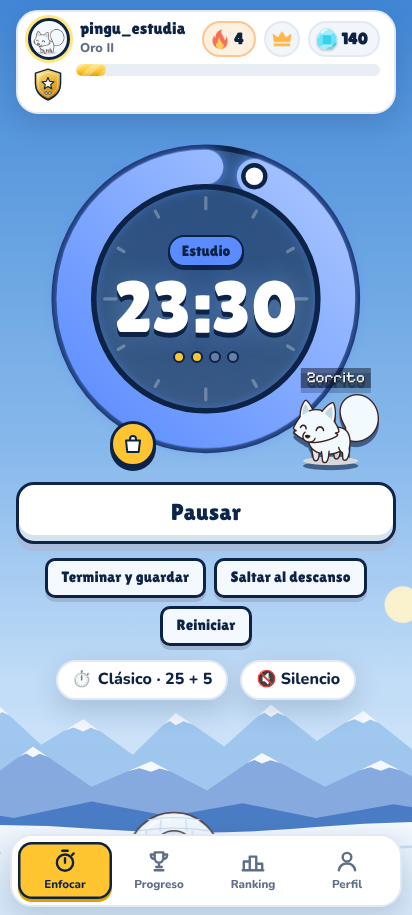 pingu_estudia
Oro II
4
140
Estudio
23:30
Zorrito
Pausar
Terminar y guardar
Saltar al descanso
Reiniciar
Clásico · 25 + 5
Silencio
Enfocar
Progreso
Ranking
Perfil